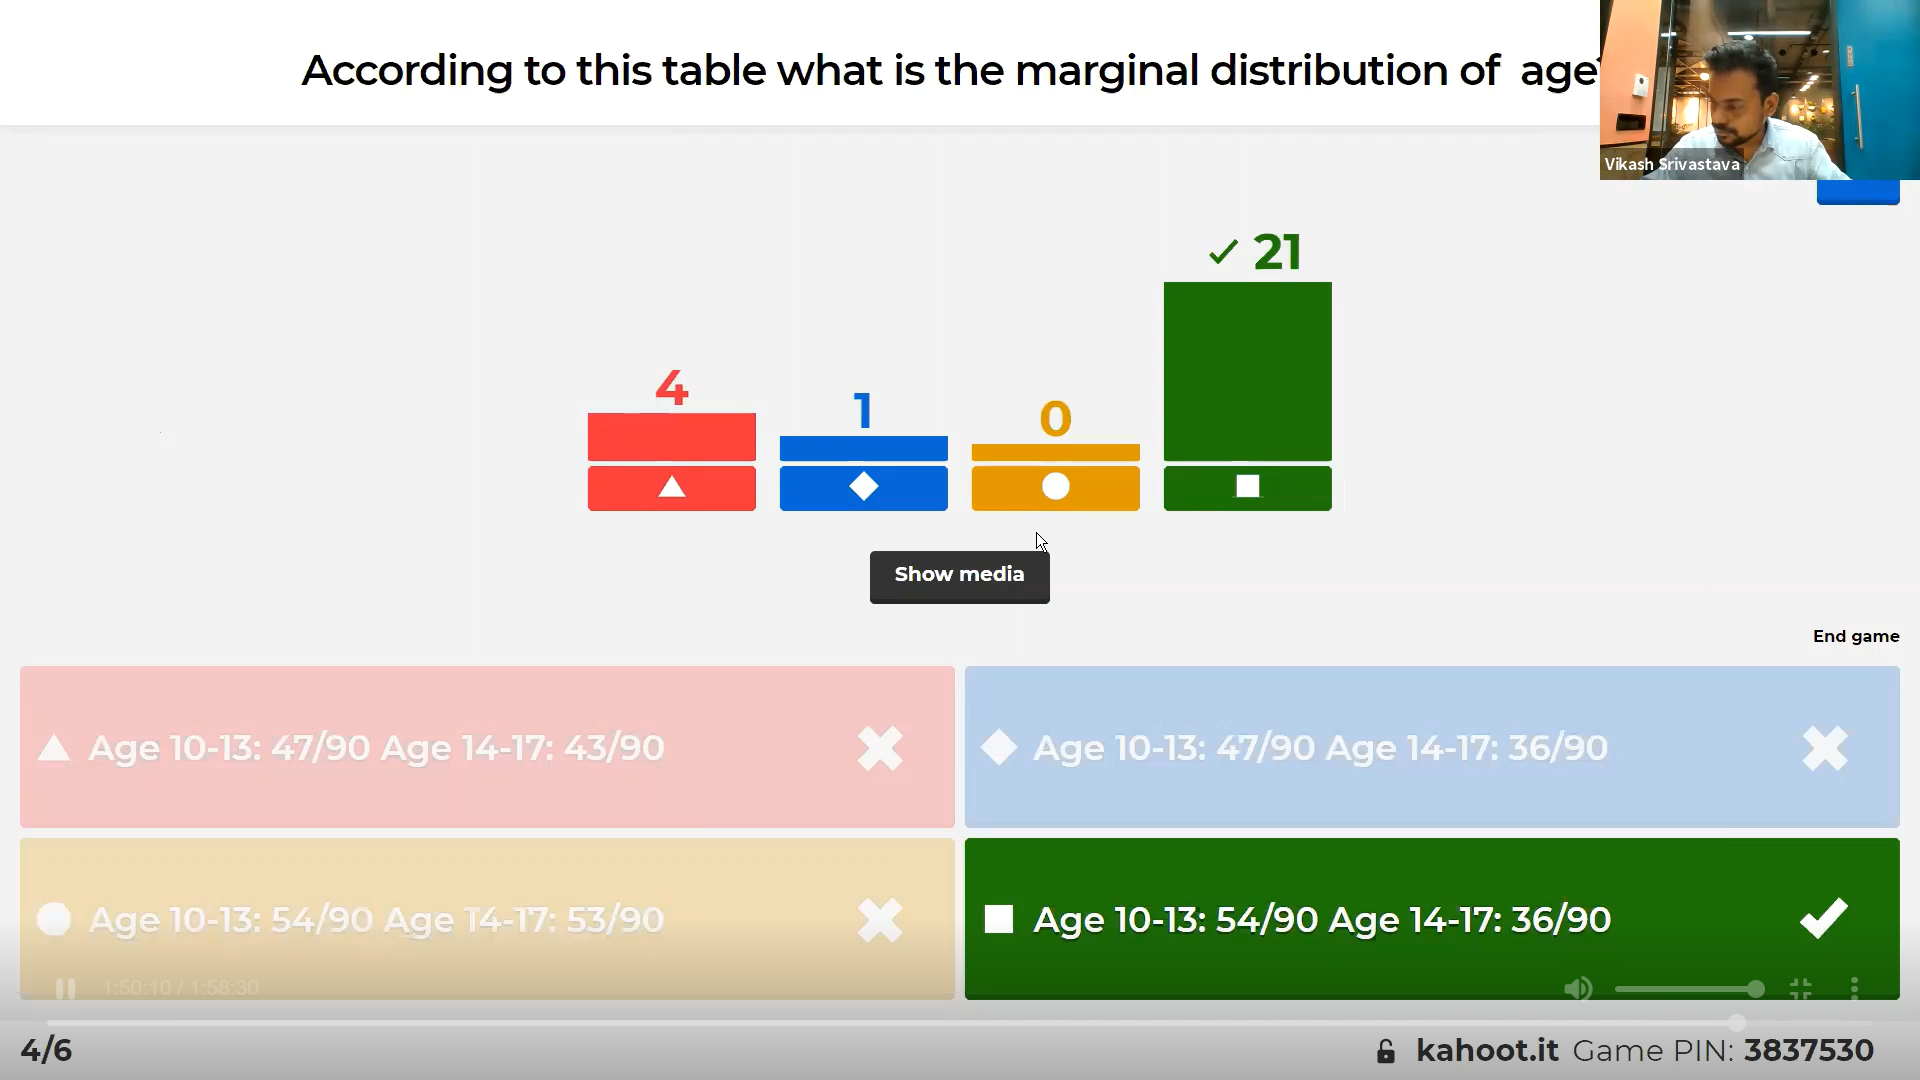 According to this table what is the marginal distribution of age?
Vikash Srivastava
4
1
0
21
Show media
End game
Age 10-13: 47/90 Age 14-17: 43/90
Age 10-13: 47/90 Age 14-17: 36/90
Age 10-13: 54/90 Age 14-17: 53/90
Age 10-13: 54/90 Age 14-17: 36/90
1:50:10 / 1:58:30
4/6
kahoot.it Game PIN: 3837530